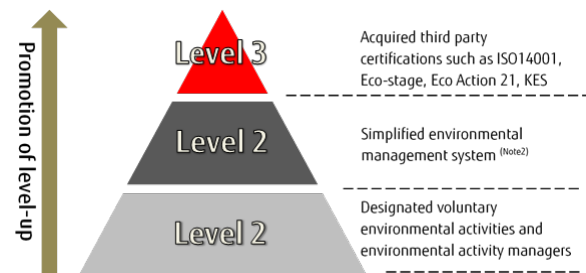 Promotion of level-up
Level 3
Acquired third party
certifications such as ISO14001,
Eco-stage, Eco Action 21, KES
Level 2
Simplified environmental
management system (Note2)
Level 2
Designated voluntary
environmental activities and
environmental activity managers